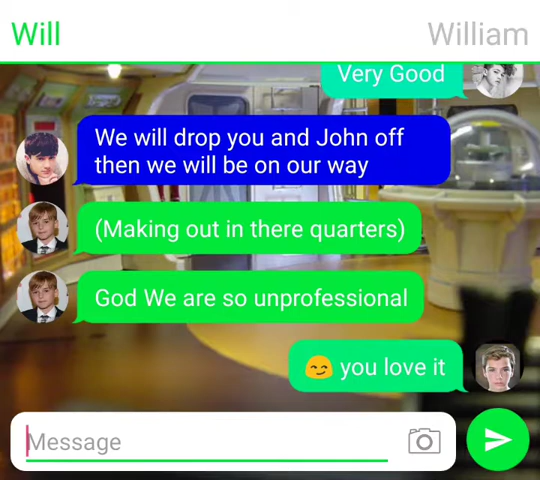 Will
William
Very Good
We will drop you and John off
then we will be on our way
(Making out in there quarters)
God We are so unprofessional
😊 you love it
Message